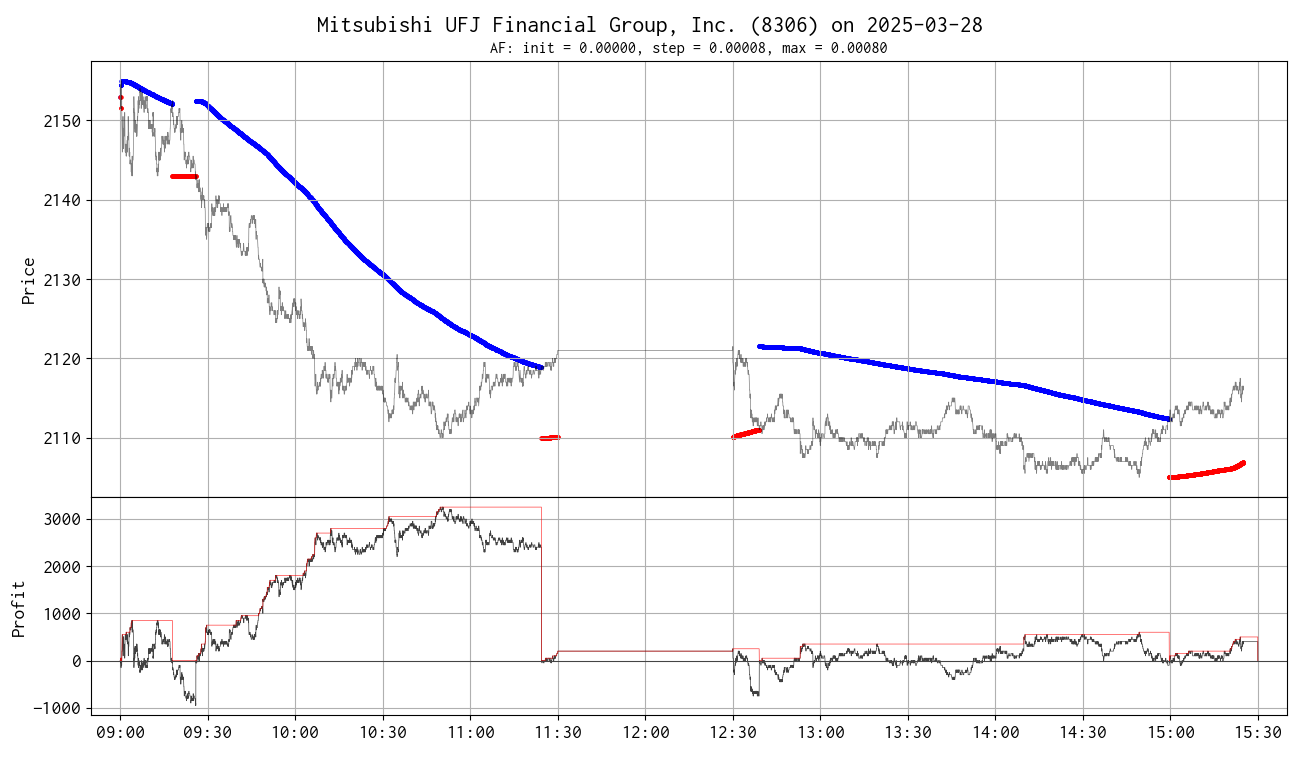 Mitsubishi UFJ Financial Group, Inc. (8306) on 2025-03-28
AF: init = 0.00000, step = 0.00008, max = 0.00080
Price
2150
2140
2130
2120
2110
Profit
3000
2000
1000
0
−1000
09:00 09:30 10:00 10:30 11:00 11:30 12:00 12:30 13:00 13:30 14:00 14:30 15:00 15:30